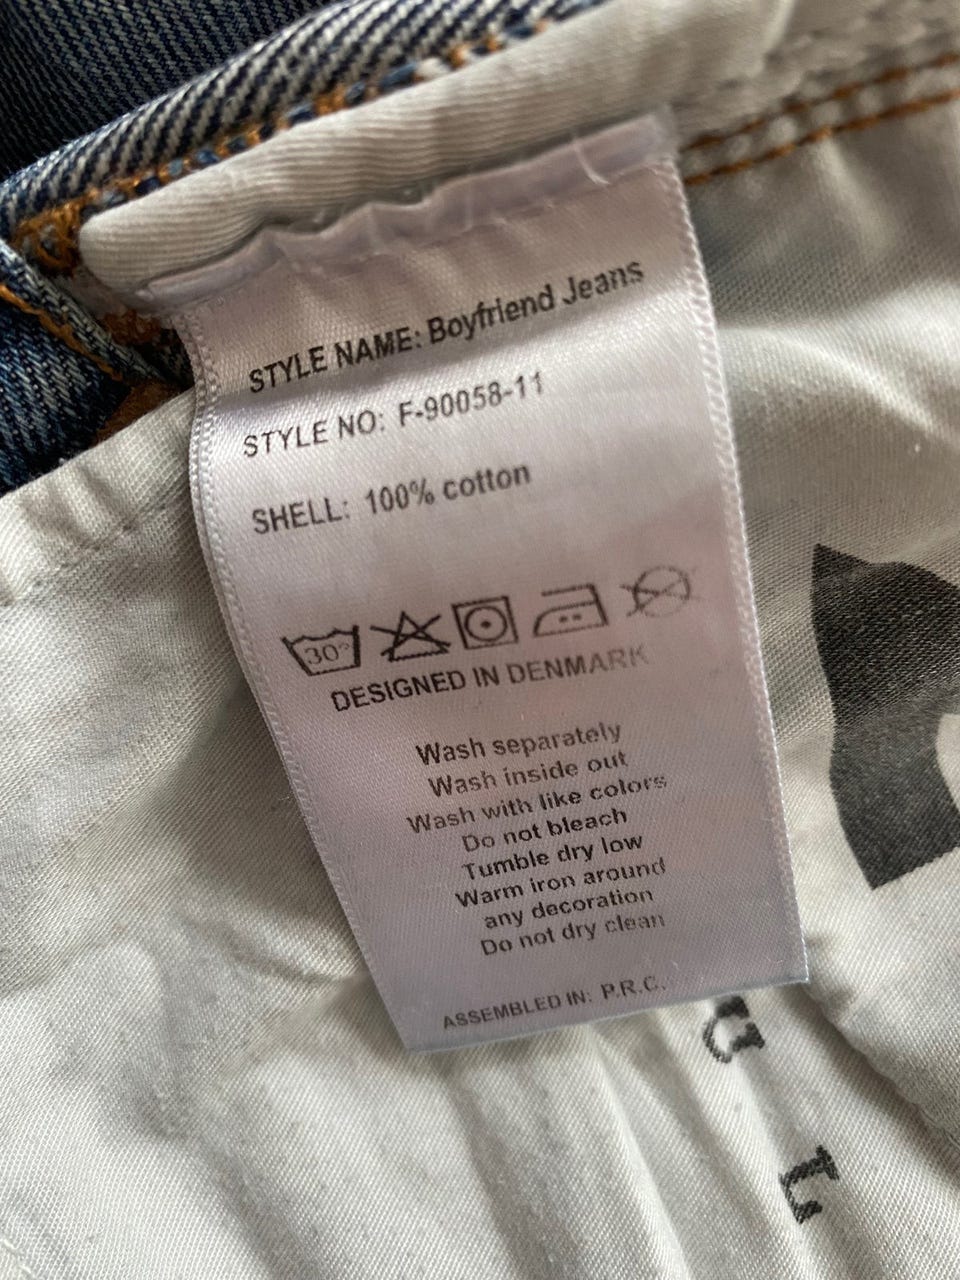 STYLE NAME: Boyfriend Jeans
STYLE NO: F-90058-11
SHELL: 100% cotton
30°
DESIGNED IN DENMARK
Wash separately
Wash inside out
Wash with like colors
Do not bleach
Tumble dry low
Warm iron around
any decoration
Do not dry clean
ASSEMBLED IN: P.R.C.